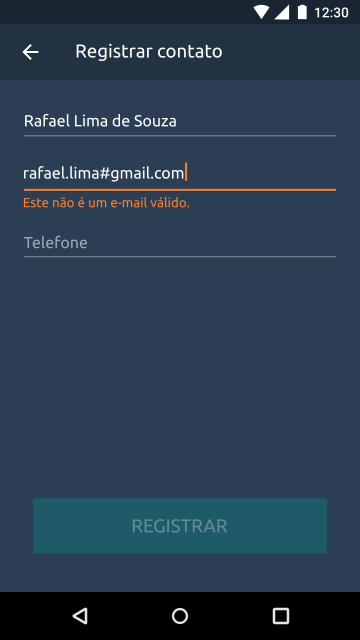 12:30
Registrar contato
Rafael Lima de Souza
rafael.lima#gmail.com
Este não é um e-mail válido.
Telefone
REGISTRAR